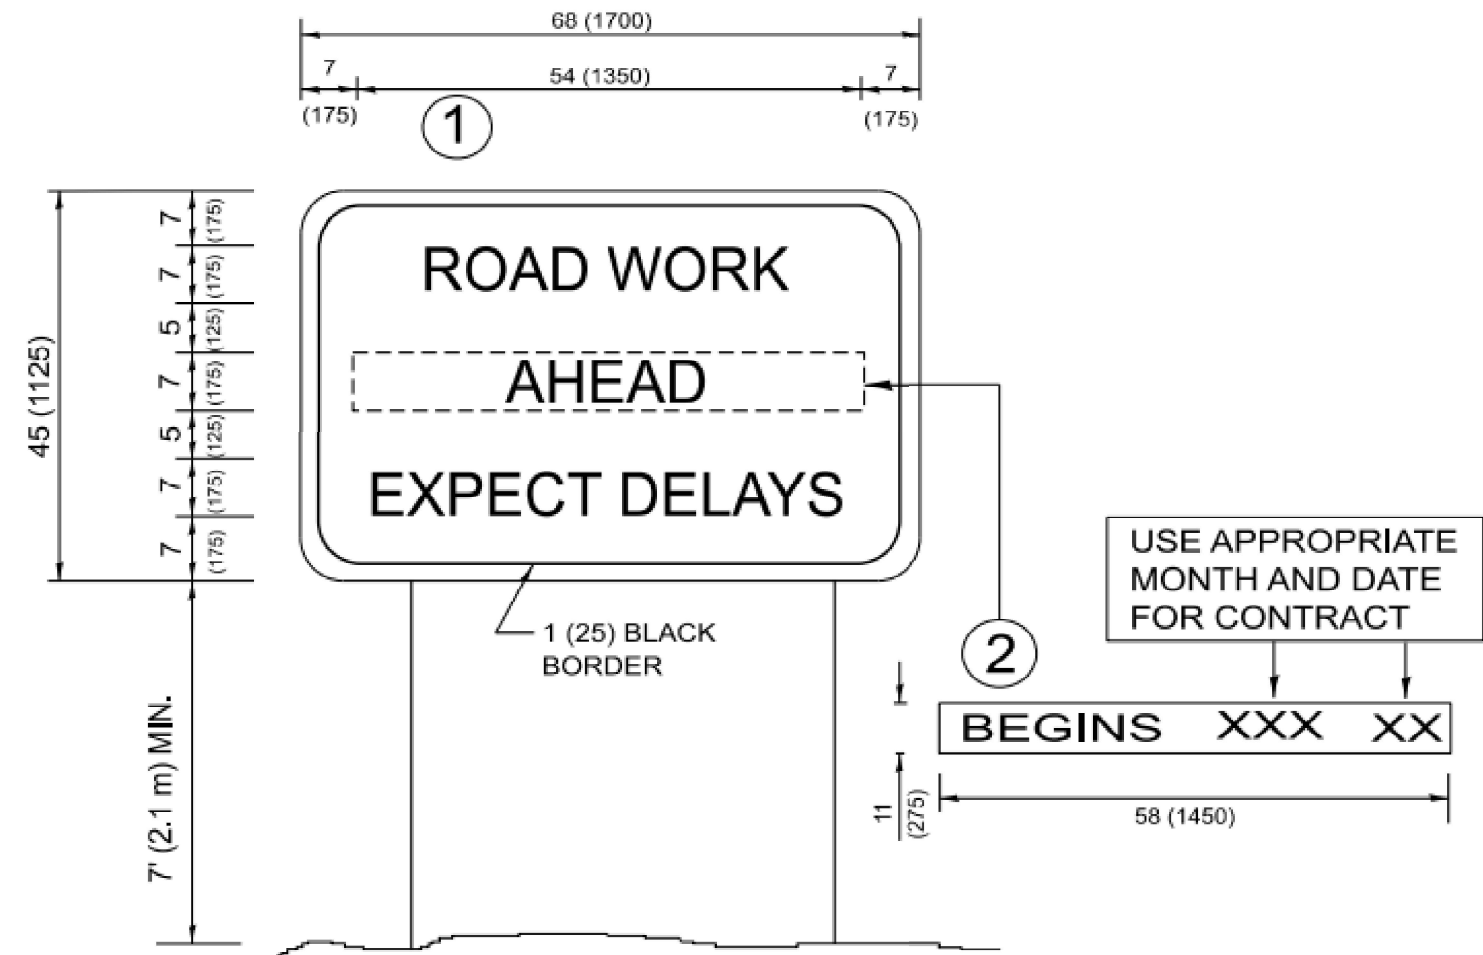 68 (1700)
7 54 (1350) 7
(175) (175)
1
7 (175)
7 (175)
5 (125)
7 (175)
5 (125)
7 (175)
7 (175)
45 (1125)
ROAD WORK
AHEAD
EXPECT DELAYS
1 (25) BLACK
BORDER
7' (2.1 m) MIN.
2
USE APPROPRIATE
MONTH AND DATE
FOR CONTRACT
BEGINS XXX XX
11
(275)
58 (1450)